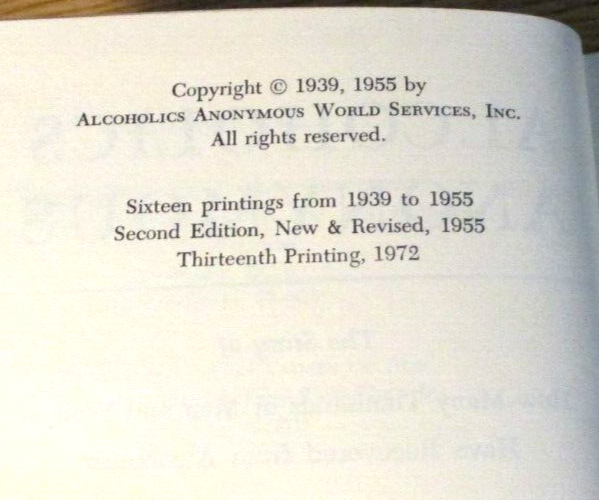 Copyright © 1939, 1955 by
ALCOHOLICS ANONYMOUS WORLD SERVICES, INC.
All rights reserved.
Sixteen printings from 1939 to 1955
Second Edition, New & Revised, 1955
Thirteenth Printing, 1972